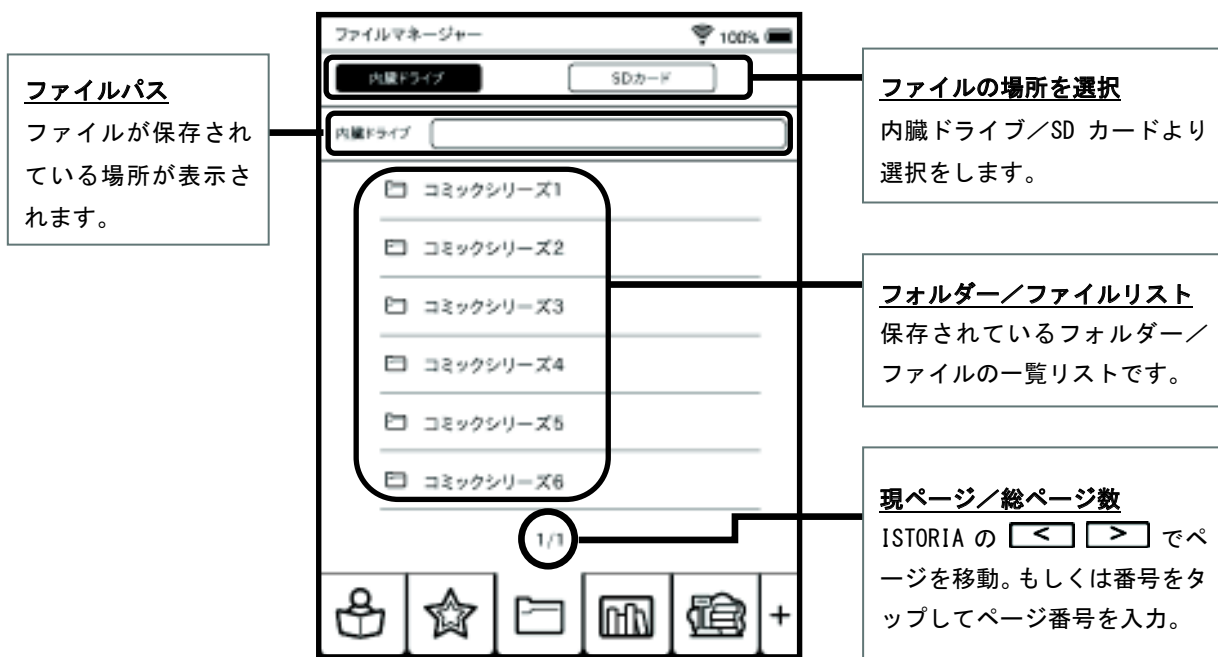 ファイルマネージャー
100%
内臓ドライブ
SDカード
内臓ドライブ
コミックシリーズ1
コミックシリーズ2
コミックシリーズ3
コミックシリーズ4
コミックシリーズ5
コミックシリーズ6
1/1
+
ファイルパス
ファイルが保存され
ている場所が表示さ
れます。
ファイルの場所を選択
内臓ドライブ／SD カードより
選択をします。
フォルダー／ファイルリスト
保存されているフォルダー／
ファイルの一覧リストです。
現ページ／総ページ数
ISTORIA の < > でペ
ージを移動。もしくは番号をタ
ップしてページ番号を入力。